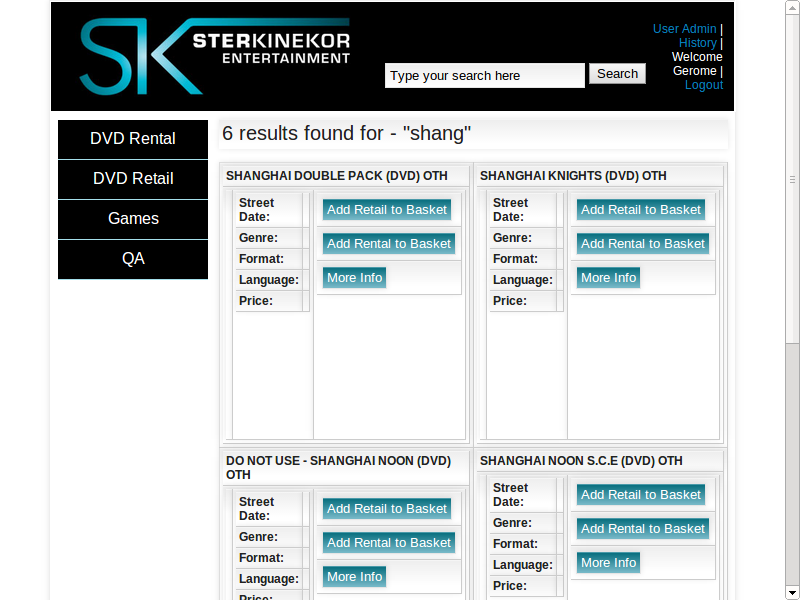 SK STERKINEKOR
ENTERTAINMENT
User Admin |
History |
Welcome
Gerome |
Logout
Type your search here
Search
DVD Rental
DVD Retail
Games
QA
6 results found for - "shang"
SHANGHAI DOUBLE PACK (DVD) OTH
Street
Date:
Genre:
Format:
Language:
Price:
Add Retail to Basket
Add Rental to Basket
More Info
SHANGHAI KNIGHTS (DVD) OTH
Street
Date:
Genre:
Format:
Language:
Price:
Add Retail to Basket
Add Rental to Basket
More Info
DO NOT USE - SHANGHAI NOON (DVD)
OTH
Street
Date:
Genre:
Format:
Language:
Price:
Add Retail to Basket
Add Rental to Basket
More Info
SHANGHAI NOON S.C.E (DVD) OTH
Street
Date:
Genre:
Format:
Language:
Price:
Add Retail to Basket
Add Rental to Basket
More Info